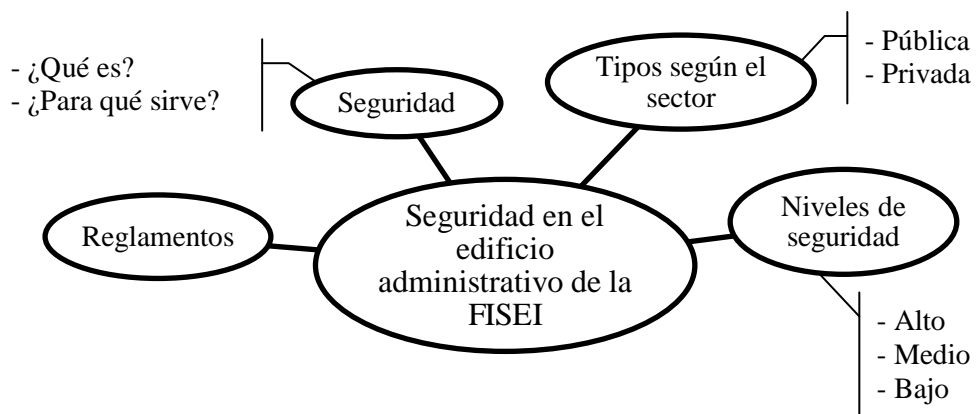 - ¿Qué es?
- ¿Para qué sirve?
Seguridad
Tipos según el
sector
- Pública
- Privada
Reglamentos
Seguridad en el
edificio
administrativo de la
FISEI
Niveles de
seguridad
- Alto
- Medio
- Bajo